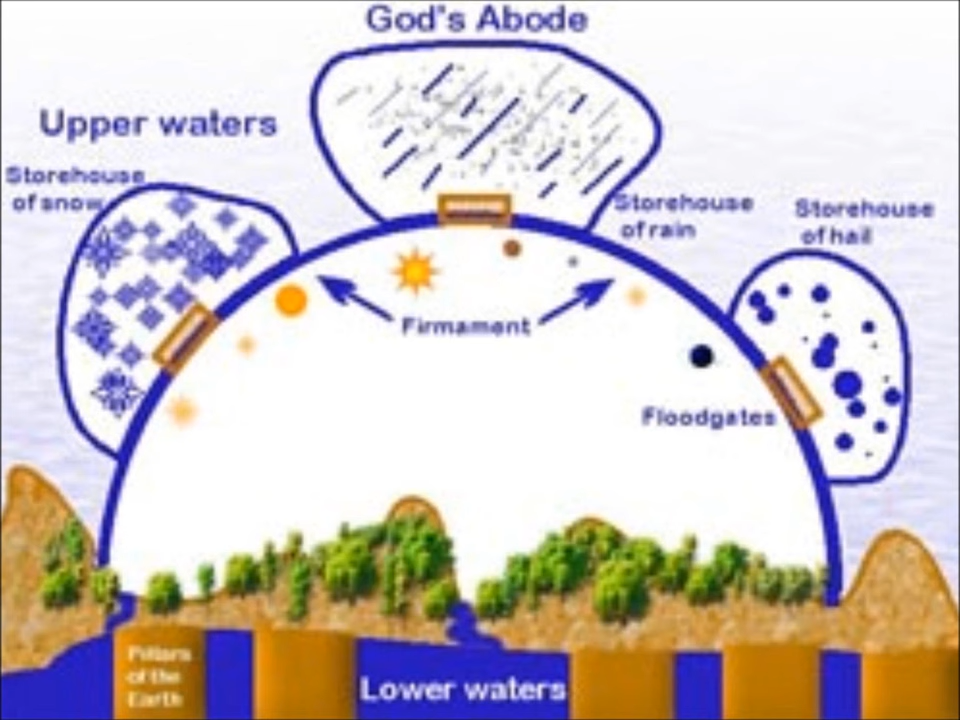 God's Abode
Upper waters
Storehouse
of snow
Storehouse
of rain
Storehouse
of hail
Firmament
Floodgates
Pillars
of the
Earth
Lower waters